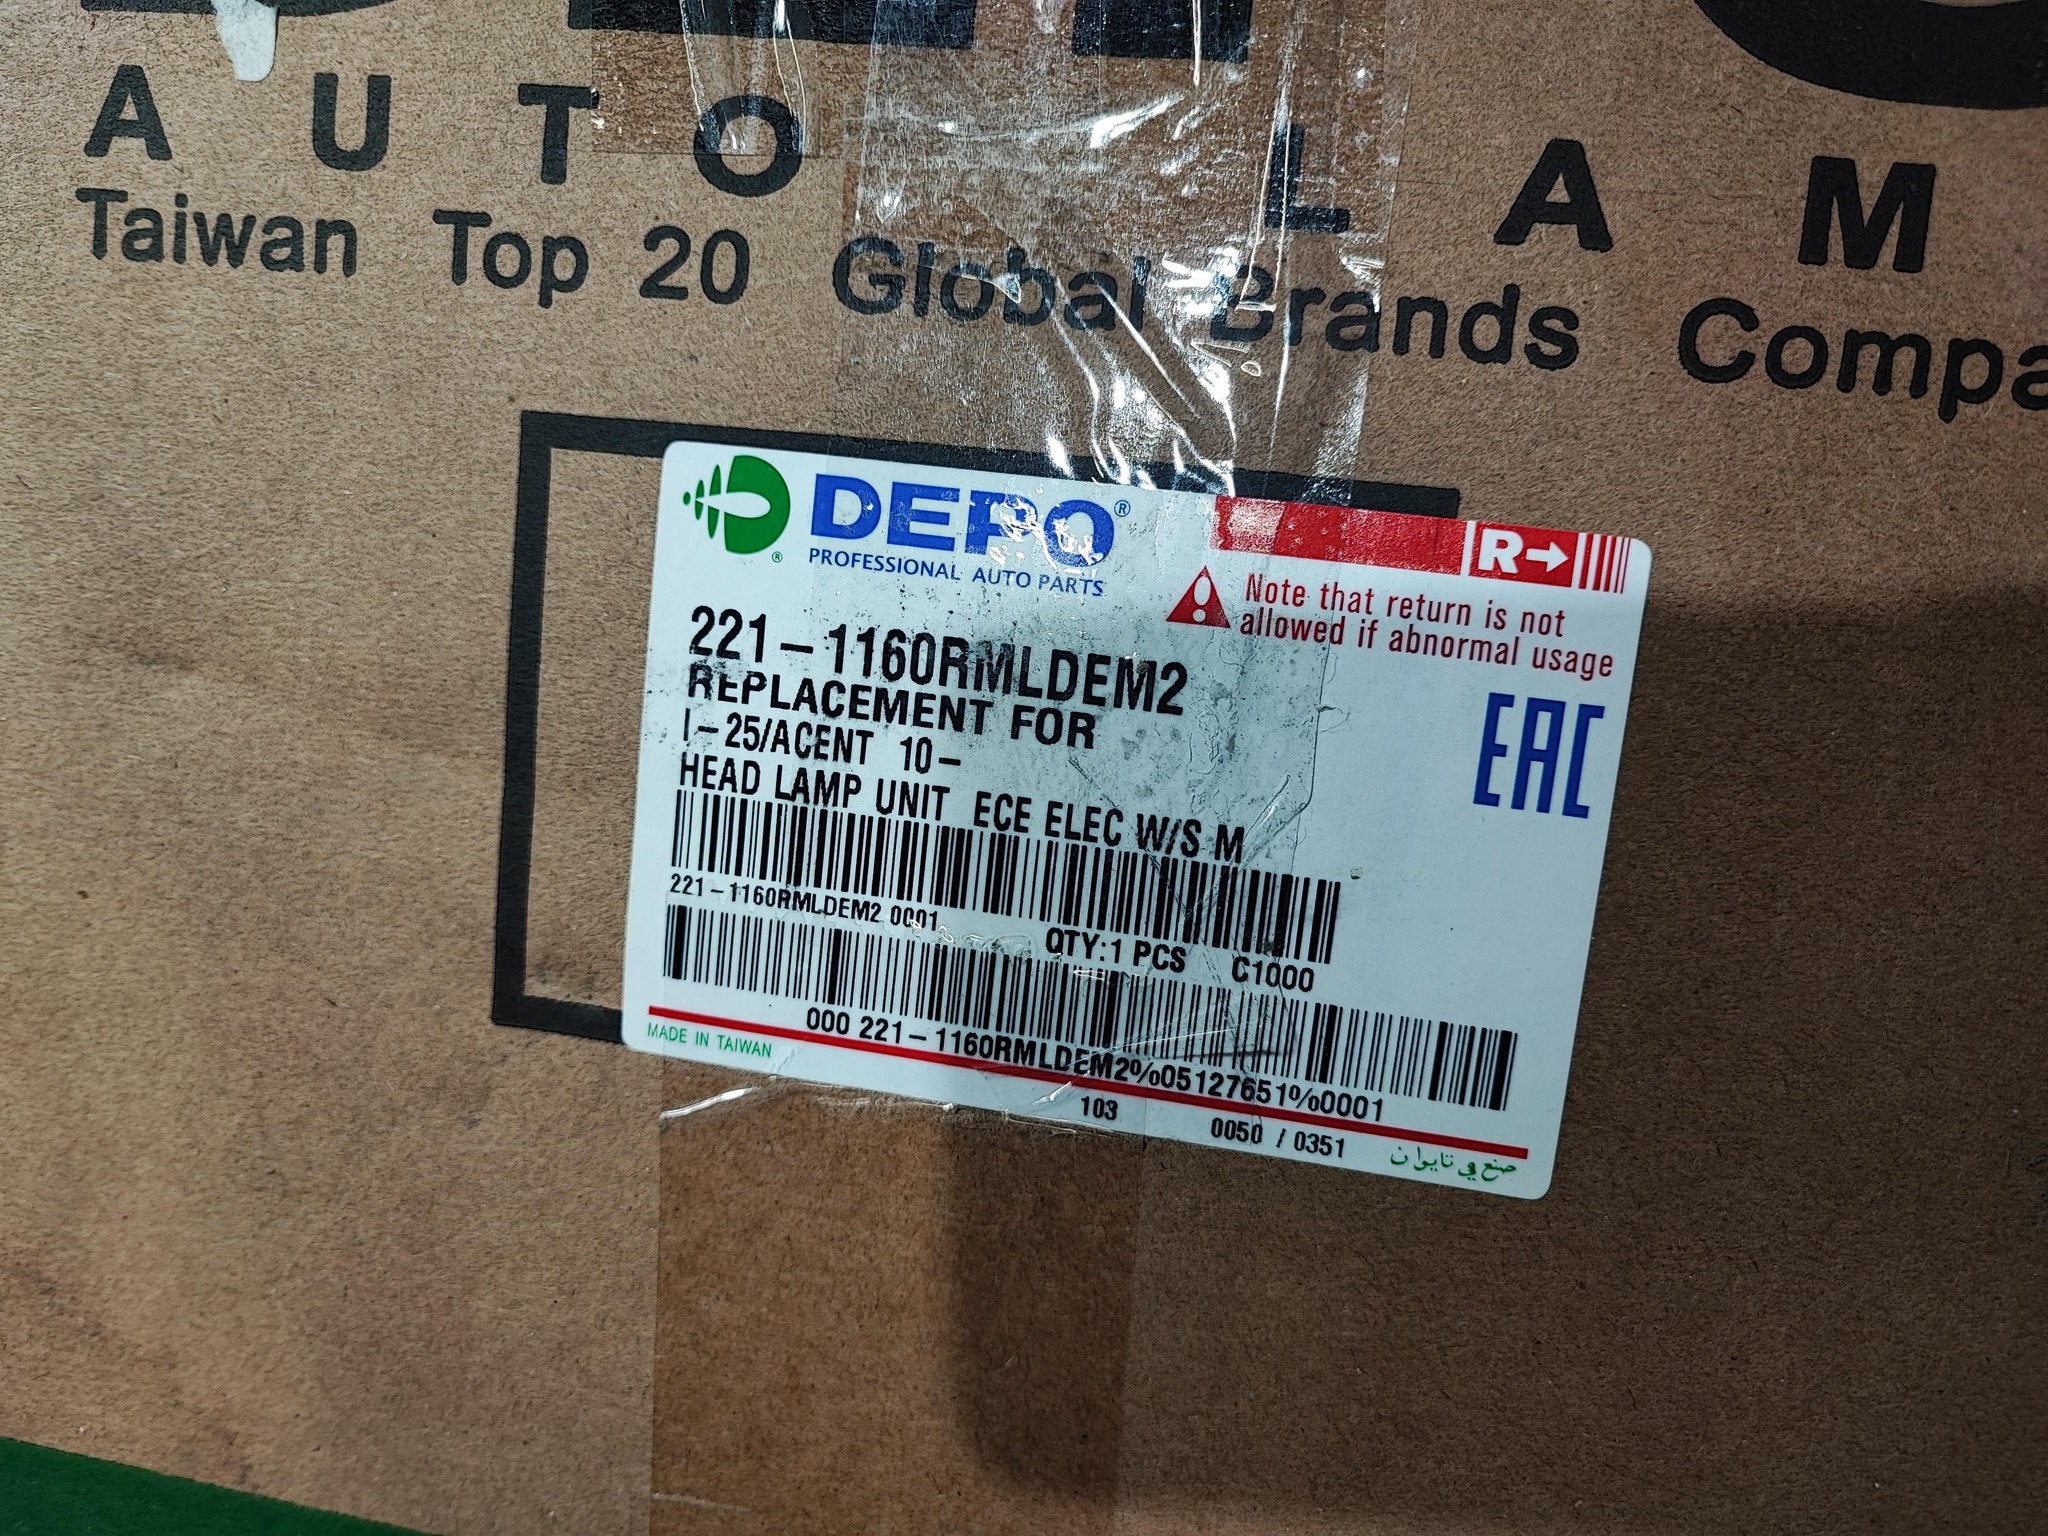 AUTO LAM
Taiwan Top 20 Global Brands Compa
DEPO®
®
PROFESSIONAL AUTO PARTS
R→
Note that return is not
allowed if abnormal usage
221-1160RMLDEM2
REPLACEMENT FOR
I-25/ACENT 10-
HEAD LAMP UNIT ECE ELEC W/S M
EAC
221-1160RMLDEM2 0001
QTY:1 PCS C1000
000 221-1160RMLDEM2%05127651%0001
MADE IN TAIWAN
103 0050 / 0351
صنع في تايوان